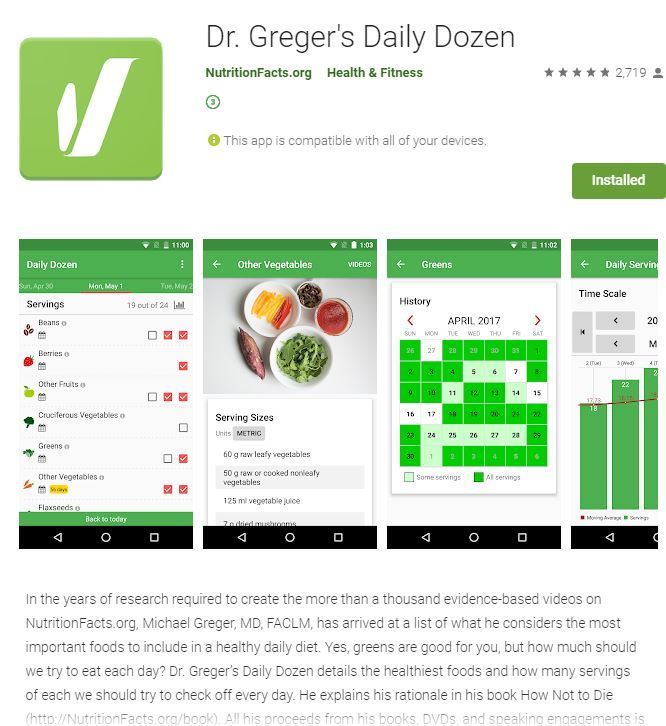 Dr. Greger's Daily Dozen
NutritionFacts.org Health & Fitness 2,719
3
This app is compatible with all of your devices.
Installed
11:00
Daily Dozen
Sun, Apr 30 Mon, May 1 Tue, May 2
Servings 19 out of 24
Beans
Berries
Other Fruits
Cruciferous Vegetables
Greens
Other Vegetables
Flaxseeds
Back to today
1:03
Other Vegetables VIDEOS
Serving Sizes
Units METRIC
60 g raw leafy vegetables
50 g raw or cooked nonleafy
vegetables
125 ml vegetable juice
7 g dried mushrooms
11:02
Greens
History
APRIL 2017
SUN MON TUE WED THU FRI SAT
26 27 28 29 30 31 1
2 3 4 5 6 7 8
9 10 11 12 13 14 15
16 17 18 19 20 21 22
23 24 25 26 27 28 29
30 1 2 3 4 5 6
Some servings All servings
Daily Serving
Time Scale
20
M
2 (Tue) 3 (Wed) 4 (T
22
17.73
18
Moving Average Servings
In the years of research required to create the more than a thousand evidence-based videos on
NutritionFacts.org, Michael Greger, MD, FACLM, has arrived at a list of what he considers the most
important foods to include in a healthy daily diet. Yes, greens are good for you, but how much should
we try to eat each day? Dr. Greger's Daily Dozen details the healthiest foods and how many servings
of each we should try to check off every day. He explains his rationale in his book How Not to Die
(http://NutritionFacts.org/book). All his proceeds from his books, DVDs, and speaking engagements is